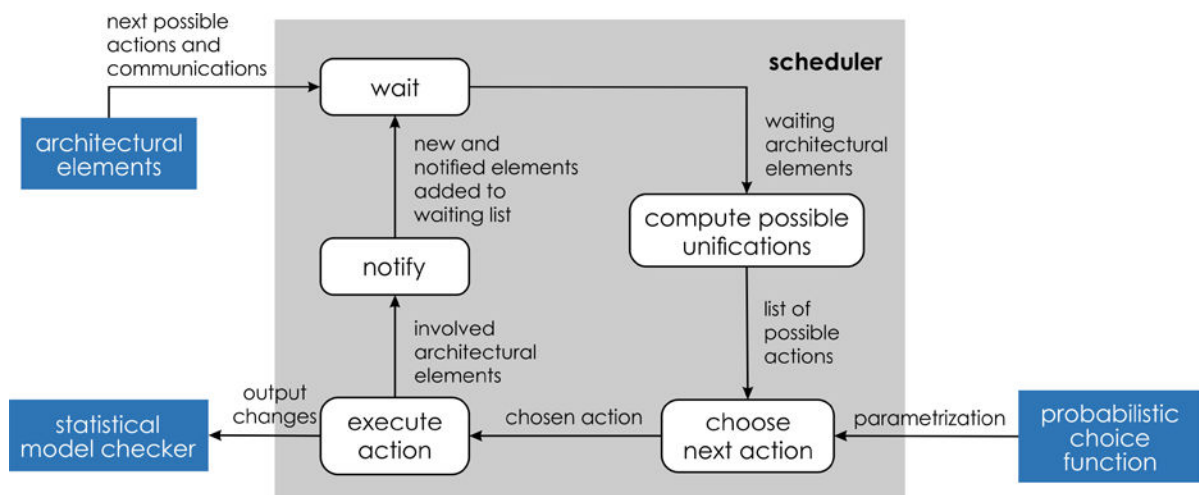 next possible
actions and
communications
scheduler
wait
architectural
elements
new and
notified elements
added to
waiting list
waiting
architectural
elements
compute possible
unifications
notify
list of
possible
actions
involved
architectural
elements
output
changes
statistical
model checker
execute
action
chosen action
choose
next action
parametrization
probabilistic
choice
function